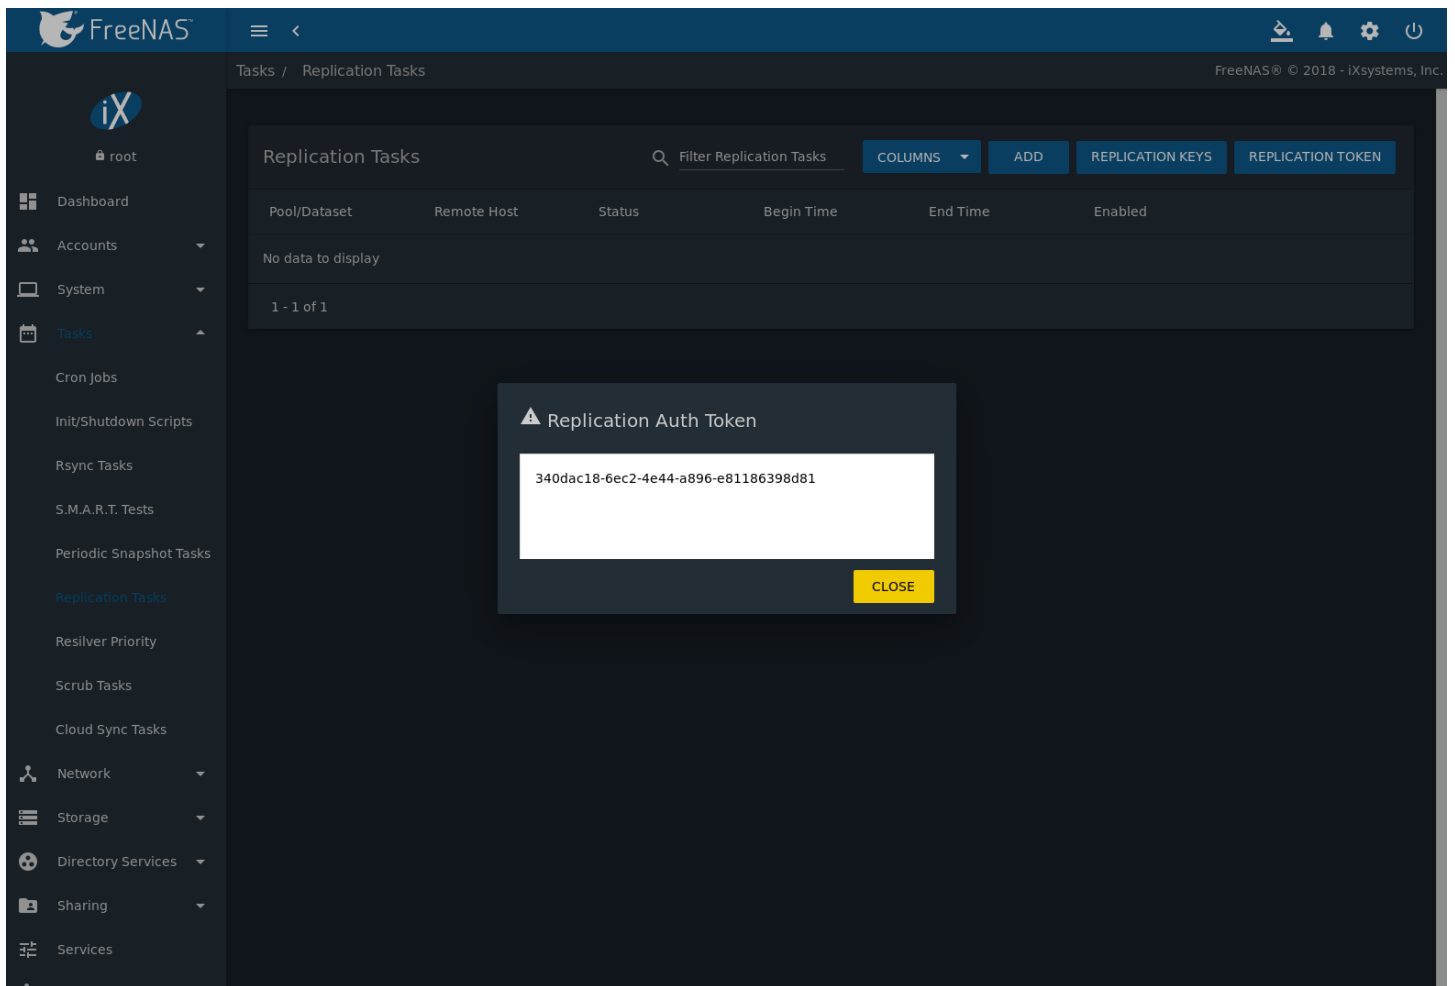 FreeNAS™
Tasks / Replication Tasks
FreeNAS® © 2018 - iXsystems, Inc.
iX
root
Dashboard
Accounts
System
Tasks
Cron Jobs
Init/Shutdown Scripts
Rsync Tasks
S.M.A.R.T. Tests
Periodic Snapshot Tasks
Replication Tasks
Resilver Priority
Scrub Tasks
Cloud Sync Tasks
Network
Storage
Directory Services
Sharing
Services
Replication Tasks
Filter Replication Tasks
COLUMNS
ADD
REPLICATION KEYS
REPLICATION TOKEN
Pool/Dataset Remote Host Status Begin Time End Time Enabled
No data to display
1 - 1 of 1
Replication Auth Token
340dac18-6ec2-4e44-a896-e81186398d81
CLOSE